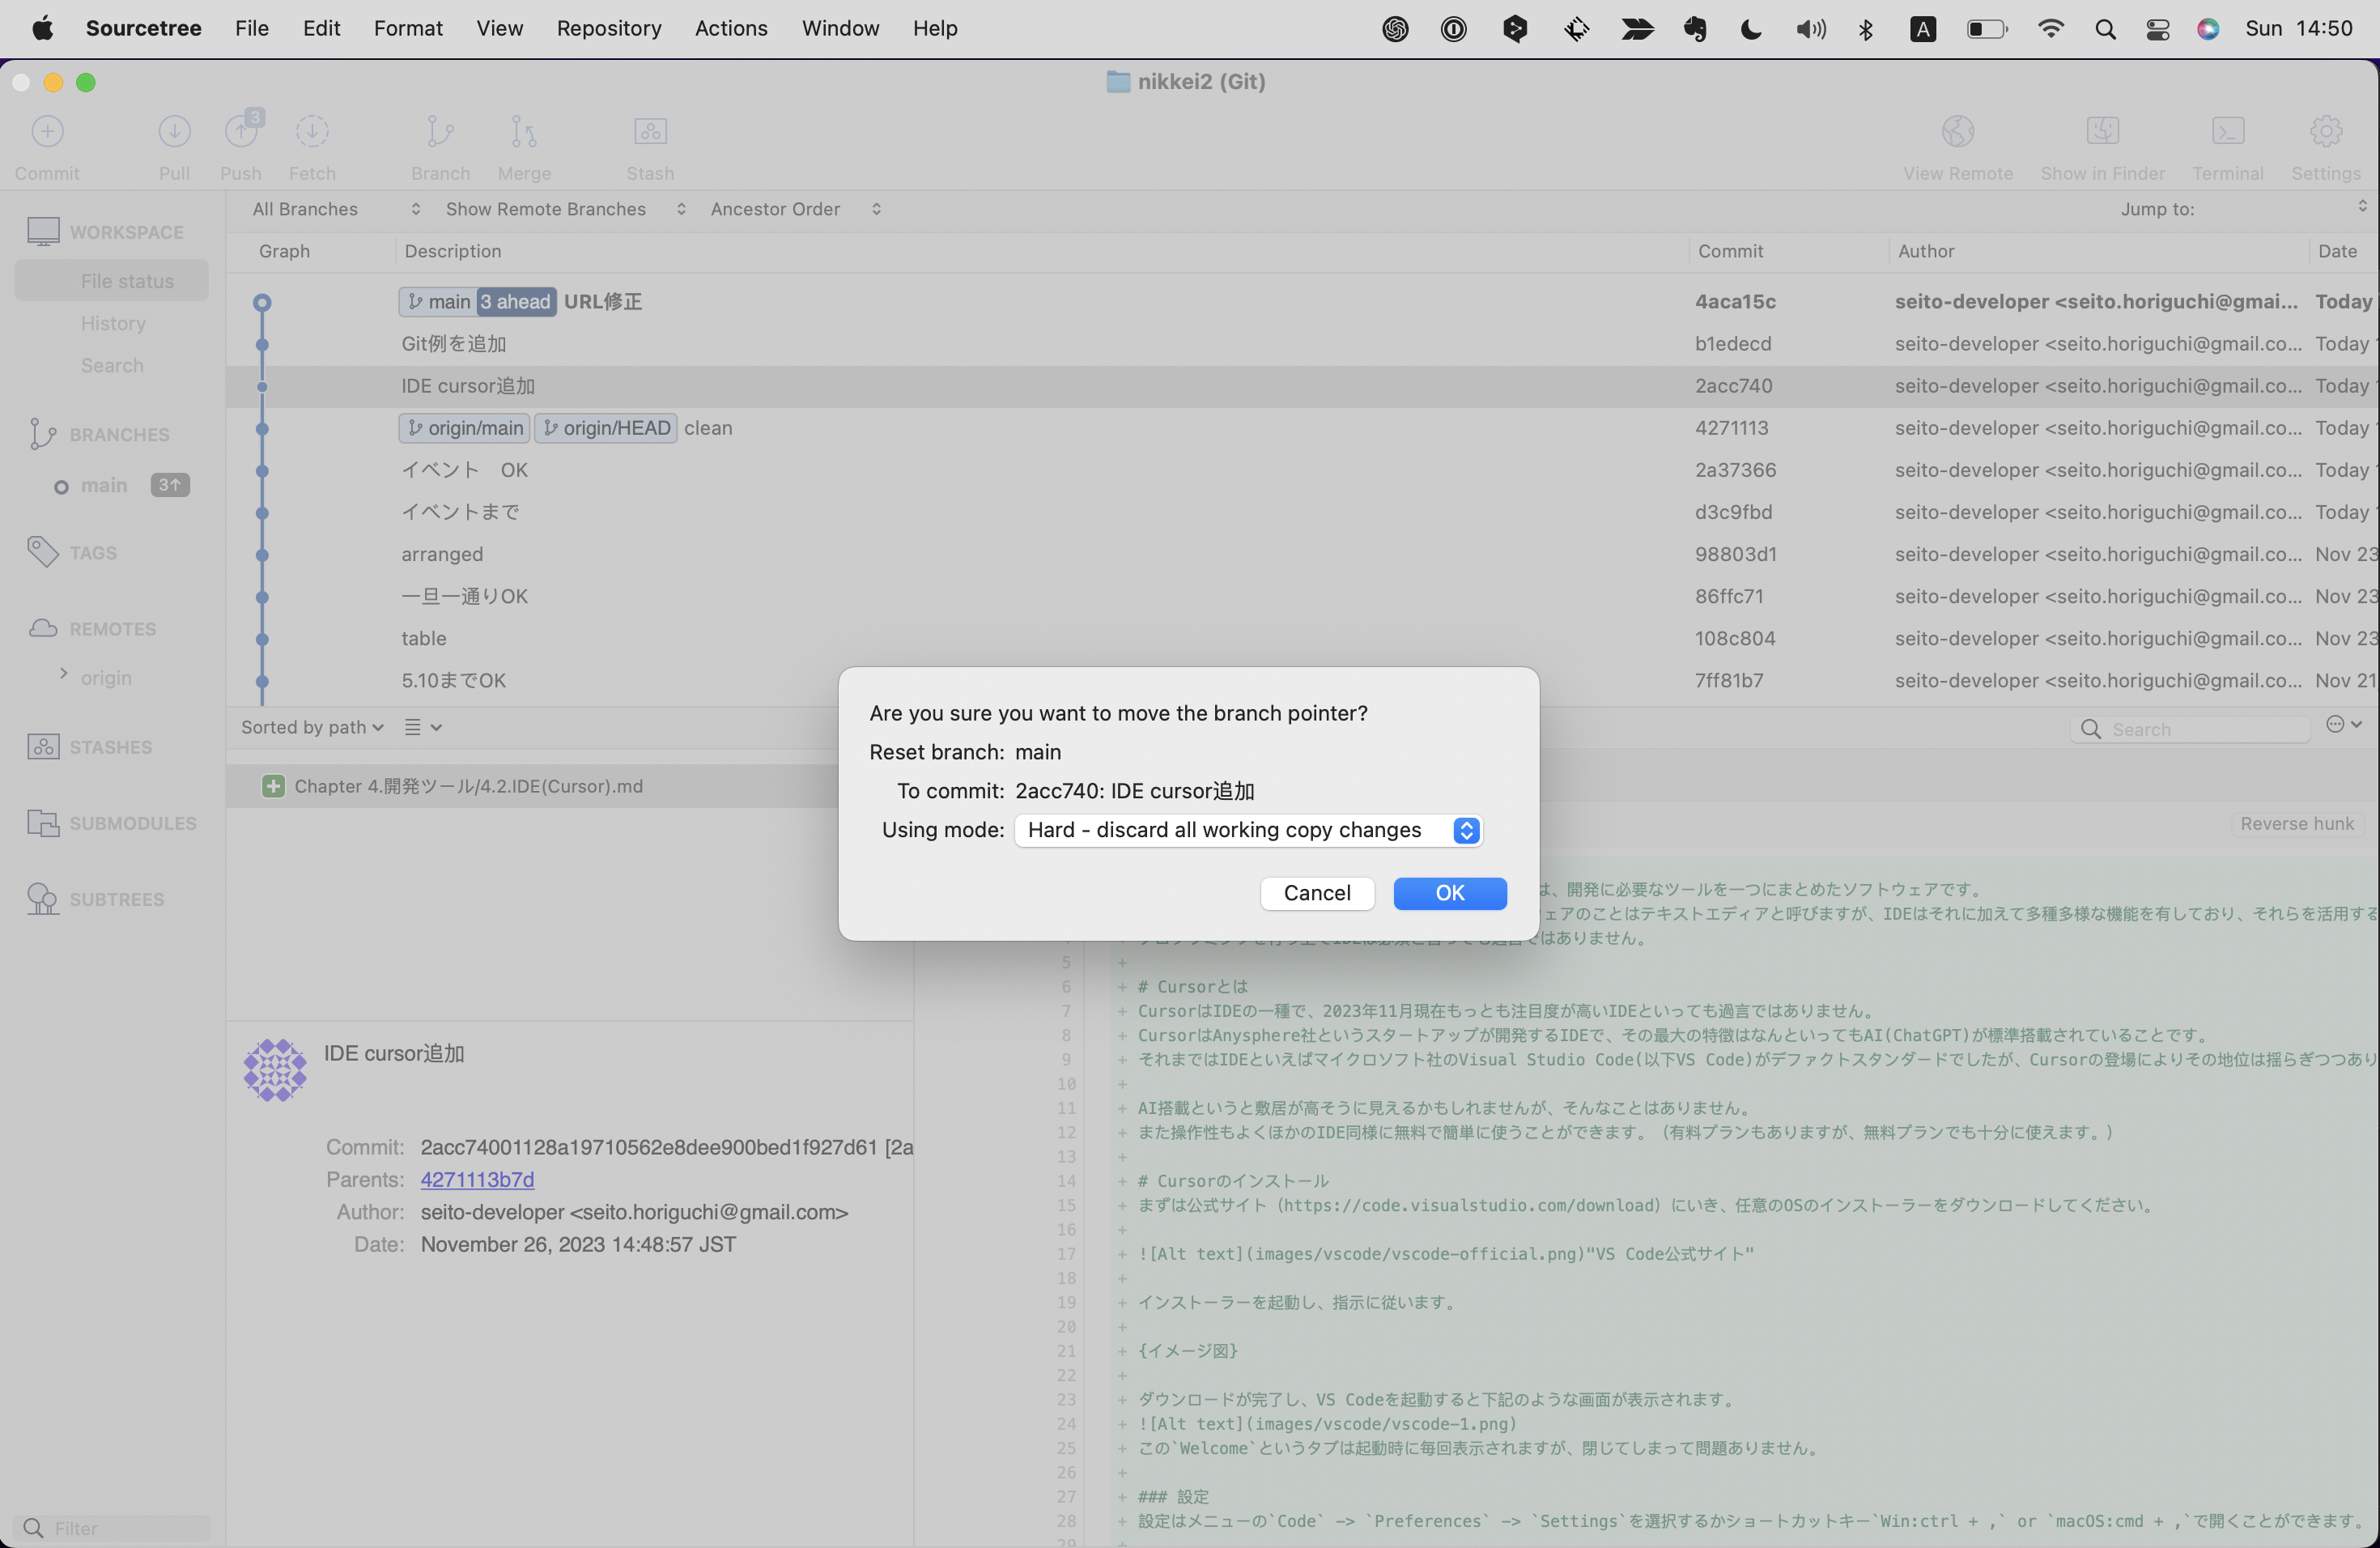 Sourcetree File Edit Format View Repository Actions Window Help A Sun 14:50
nikkei2 (Git)
3
Commit Pull Push Fetch Branch Merge Stash View Remote Show in Finder Terminal Settings
All Branches Show Remote Branches Ancestor Order Jump to:
Graph Description Commit Author Date
WORKSPACE
File status
History
Search
BRANCHES
main 3↑
TAGS
REMOTES
origin
STASHES
SUBMODULES
SUBTREES
Filter
main 3 ahead URL修正 4aca15c seito-developer <seito.horiguchi@gmai... Today
Git例を追加 b1edecd seito-developer <seito.horiguchi@gmail.co... Today
IDE cursor追加 2acc740 seito-developer <seito.horiguchi@gmail.co... Today
origin/main origin/HEAD clean 4271113 seito-developer <seito.horiguchi@gmail.co... Today
イベント　OK 2a37366 seito-developer <seito.horiguchi@gmail.co... Today
イベントまで d3c9fbd seito-developer <seito.horiguchi@gmail.co... Today
arranged 98803d1 seito-developer <seito.horiguchi@gmail.co... Nov 23
一旦一通りOK 86ffc71 seito-developer <seito.horiguchi@gmail.co... Nov 23
table 108c804 seito-developer <seito.horiguchi@gmail.co... Nov 23
5.10までOK 7ff81b7 seito-developer <seito.horiguchi@gmail.co... Nov 21
Sorted by path Search
Chapter 4.開発ツール/4.2.IDE(Cursor).md
Reverse hunk
Are you sure you want to move the branch pointer?
Reset branch: main
To commit: 2acc740: IDE cursor追加
Using mode: Hard - discard all working copy changes
Cancel OK
IDE cursor追加
Commit: 2acc74001128a19710562e8dee900bed1f927d61 [2a
Parents: 4271113b7d
Author: seito-developer <seito.horiguchi@gmail.com>
Date: November 26, 2023 14:48:57 JST
は、開発に必要なツールを一つにまとめたソフトウェアです。
ェアのことはテキストエディアと呼びますが、IDEはそれに加えて多種多様な機能を有しており、それらを活用する
ではありません。
5 +
6 + # Cursorとは
7 + CursorはIDEの一種で、2023年11月現在もっとも注目度が高いIDEといっても過言ではありません。
8 + CursorはAnysphere社というスタートアップが開発するIDEで、その最大の特徴はなんといってもAI(ChatGPT)が標準搭載されていることです。
9 + それまではIDEといえばマイクロソフト社のVisual Studio Code(以下VS Code)がデファクトスタンダードでしたが、Cursorの登場によりその地位は揺らぎつつあり
10 +
11 + AI搭載というと敷居が高そうに見えるかもしれませんが、そんなことはありません。
12 + また操作性もよくほかのIDE同様に無料で簡単に使うことができます。（有料プランもありますが、無料プランでも十分に使えます。）
13 +
14 + # Cursorのインストール
15 + まずは公式サイト（https://code.visualstudio.com/download）にいき、任意のOSのインストーラーをダウンロードしてください。
16 +
17 + ![Alt text](images/vscode/vscode-official.png)"VS Code公式サイト"
18 +
19 + インストーラーを起動し、指示に従います。
20 +
21 + {イメージ図}
22 +
23 + ダウンロードが完了し、VS Codeを起動すると下記のような画面が表示されます。
24 + ![Alt text](images/vscode/vscode-1.png)
25 + この`Welcome`というタブは起動時に毎回表示されますが、閉じてしまって問題ありません。
26 +
27 + ### 設定
28 + 設定はメニューの`Code` -> `Preferences` -> `Settings`を選択するかショートカットキー`Win:ctrl + ,` or `macOS:cmd + ,`で開くことができます。
29 +